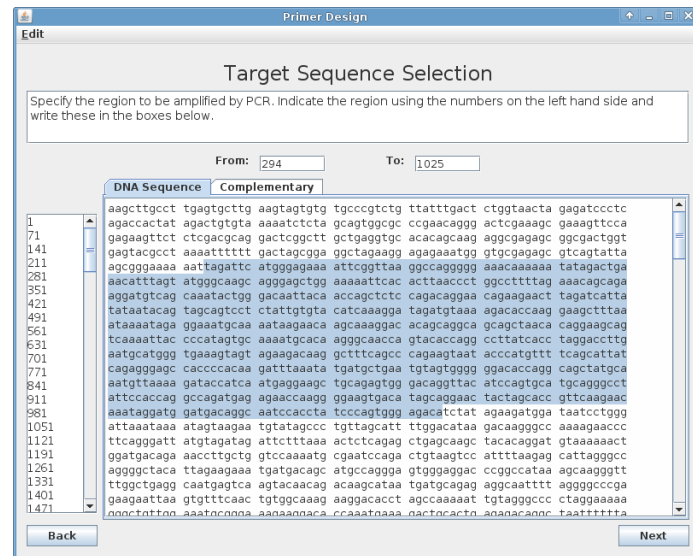 Primer Design
Edit
Target Sequence Selection
Specify the region to be amplified by PCR. Indicate the region using the numbers on the left hand side and
write these in the boxes below.
From: 294 To: 1025
DNA Sequence Complementary
1
71
141
211
281
351
421
491
561
631
701
771
841
911
981
1051
1121
1191
1261
1331
1401
1471
aagcttgcct tgagtgcttg aagtagtgtg tgcccgtctg ttatttgact ctggtaacta gagatccctc
agaccactat agactgtgta aaaatctcta gcagtggcgc ccgaacaggg actcgaaagc gaaagttcca
gagaagttct ctcgacgcag gactcggctt gctgaggtgc acacagcaag aggcgagagc ggcgactggt
gagtacgcct aaaatttttt gactagcgga ggctagaagg agagaaatgg gtgcgagagc gtcagtatta
agcgggaaaa aattagattc atgggagaaa attcggttaa ggccaggggg aaacaaaaaa tatagactga
aacatttagt atgggcaagc agggagctgg aaaaattcac acttaaccct ggccttttag aaacagcaga
aggatgtcag caaatactgg gacaattaca accagctctc cagacaggaa cagaagaact tagatcatta
tataatacag tagcagtcct ctattgtgta catcaaagga tagatgtaaa agacaccaag gaagctttaa
ataaaataga ggaaatgcaa aataagaaca agcaaaggac acagcaggca gcagctaaca caggaagcag
tcaaaattac cccatagtgc aaaatgcaca aggcaacca gtacaccagg ccttatcacc taggaccttg
aatgcatggg tgaaagtagt agaagacaag gctttcagcc cagaagtaat acccatgttt tcagcattat
cagagggagc caccccacaa gatttaaata tgatgctgaa tgtagtgggg ggacaccagg cagctatgca
aatgttaaaa gataccatca atgaggaagc tgcagagtgg gacaggttac atccagtgca tgcagggcct
attccaccag gccagatgag agaaccaagg ggaagtgaca tagcaggaac tactagcacc gttcaagaac
aaataggatg gatgacaggc aatccaccta tcccagtggg agacatctat agaagatgga taatcctggg
attaaataaa atagtaagaa tgtatagccc tgttagcatt ttggacataa gacaagggcc aaaagaaccc
ttcagggatt atgtagatag attctttaaa actctcagag ctgagcaagc tacacaggat gtaaaaaact
ggatgacaga aaccttgctg gtccaaaatg cgaatccaga ctgtaagtcc attttaagag cattagggcc
aggggctaca ttagaagaaa tgatgacagc atgccaggga gtgggaggac ccggccataa agcaagggtt
ttggctgagg caatgagtca agtacaacag acaagcataa tgatgcagag aggcaatttt aggggcccga
gaagaattaa gtgtttcaac tgtggcaaag aaggacacct agccaaaaat tgtagggccc ctaggaaaaa
gggctgttgg aaatgcggga aagaaggaca ccaaatgaaa gactgcactg agagacaggc taatttttta
Back Next